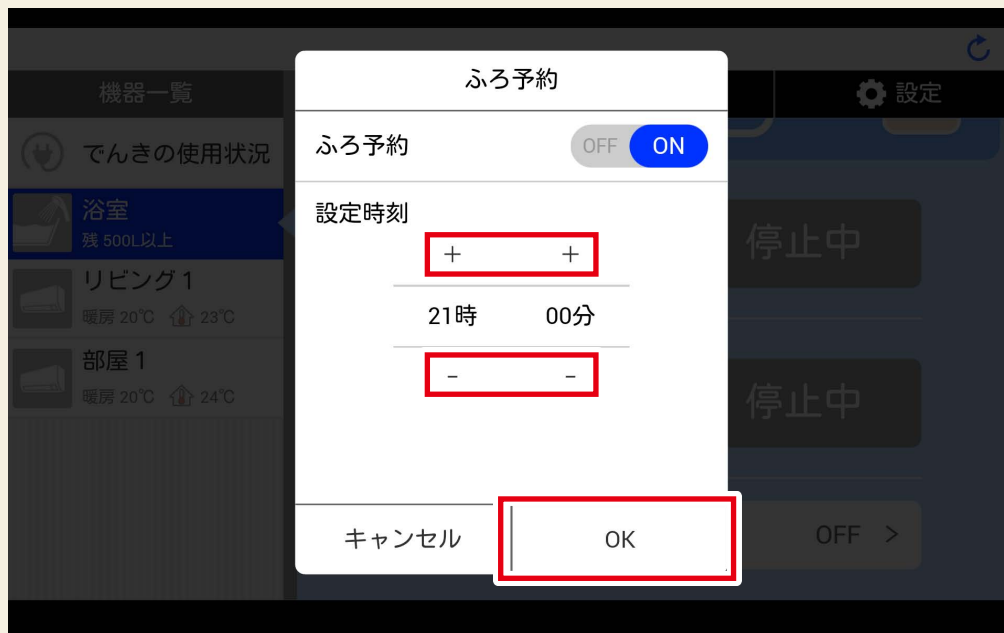 機器一覧
設定
でんきの使用状況
浴室
残 500L以上
リビング 1
暖房 20℃ 23℃
部屋 1
暖房 20℃ 24℃
ふろ予約
ふろ予約 OFF ON
設定時刻
+ +
21時 00分
- -
キャンセル OK
停止中
停止中
OFF >